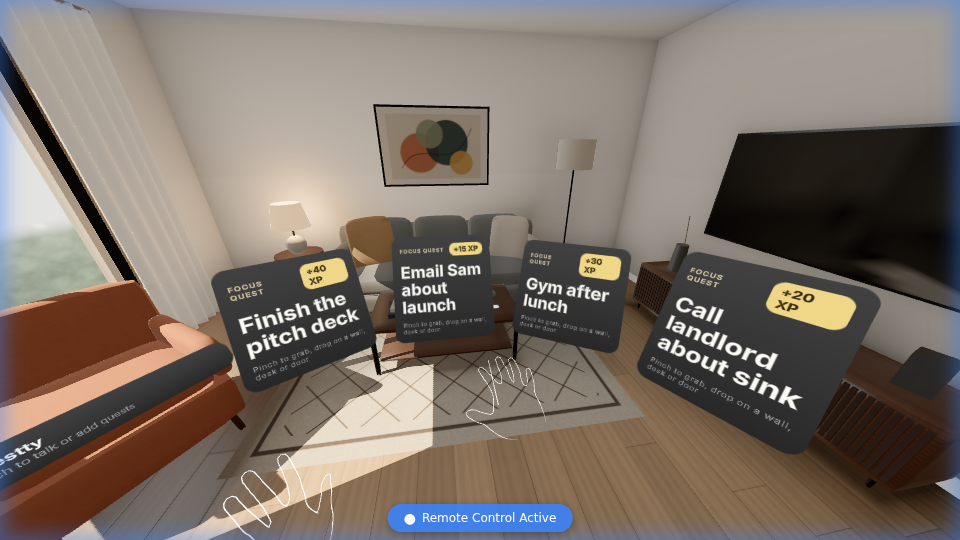 FOCUS
QUEST
+40
XP
Finish the
pitch deck
Pinch to grab, drop on a wall,
desk or door
FOCUS QUEST
+15 XP
Email Sam
about
launch
Pinch to grab, drop on a wall,
desk or door
FOCUS
QUEST
+30
XP
Gym after
lunch
Pinch to grab, drop on a wall,
desk or door
FOCUS
QUEST
+20
XP
Call
landlord
about sink
Pinch to grab, drop on a wall,
desk or door
estty
ch to talk or add quests
Remote Control Active